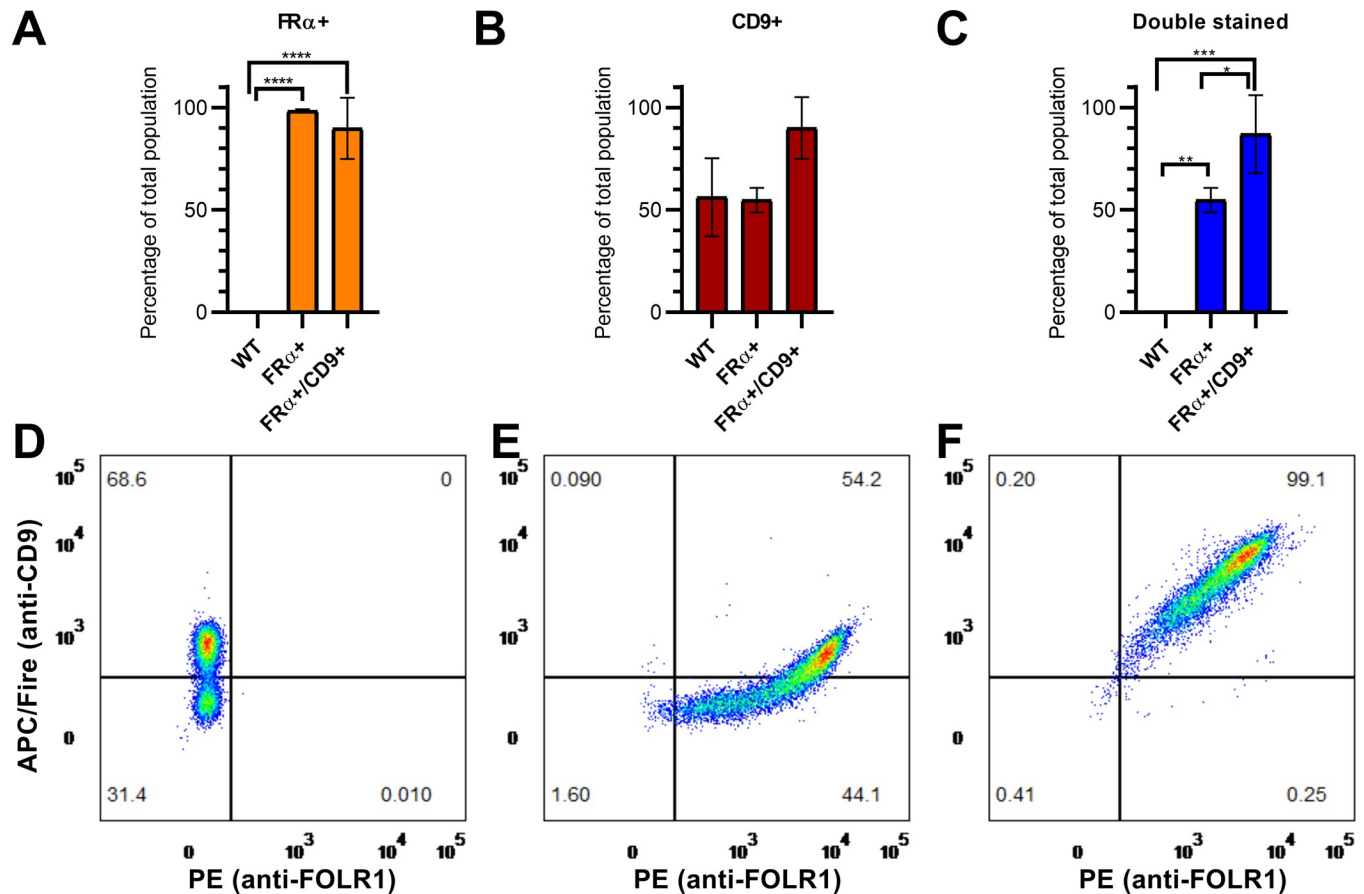 A
FRα+
Percentage of total population
100
50
0
****
****
WT
FRα+
FRα+/CD9+
B
CD9+
Percentage of total population
100
50
0
WT
FRα+
FRα+/CD9+
C
Double stained
Percentage of total population
100
50
0
***
*
**
WT
FRα+
FRα+/CD9+
D
APC/Fire (anti-CD9)
10^5
10^4
10^3
0
68.6
0
31.4
0.010
0
10^3
10^4
10^5
PE (anti-FOLR1)
E
10^5
10^4
10^3
0
0.090
54.2
1.60
44.1
0
10^3
10^4
10^5
PE (anti-FOLR1)
F
10^5
10^4
10^3
0
0.20
99.1
0.41
0.25
0
10^3
10^4
10^5
PE (anti-FOLR1)